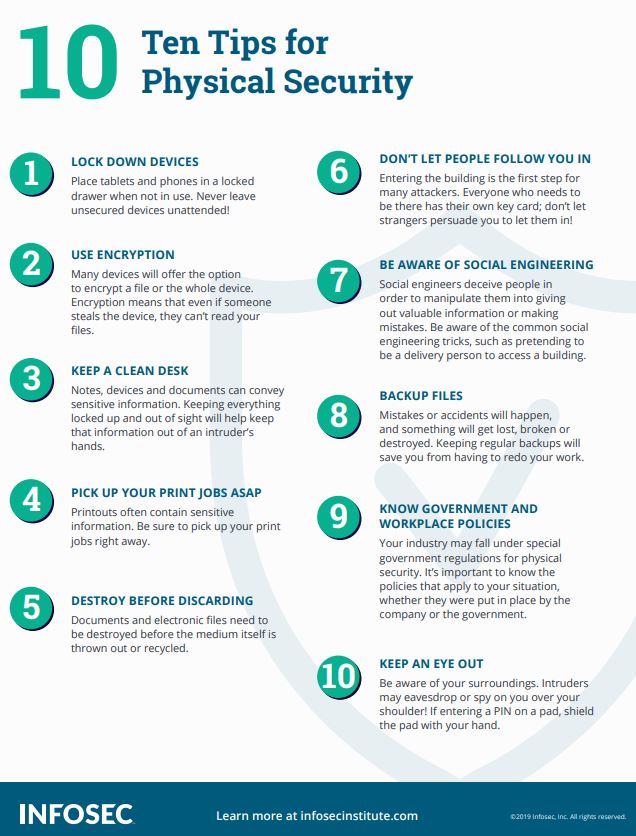 10
Ten Tips for
Physical Security
1
LOCK DOWN DEVICES
Place tablets and phones in a locked
drawer when not in use. Never leave
unsecured devices unattended!
2
USE ENCRYPTION
Many devices will offer the option
to encrypt a file or the whole device.
Encryption means that even if someone
steals the device, they can't read your
files.
3
KEEP A CLEAN DESK
Notes, devices and documents can convey
sensitive information. Keeping everything
locked up and out of sight will help keep
that information out of an intruder's
hands.
4
PICK UP YOUR PRINT JOBS ASAP
Printouts often contain sensitive
information. Be sure to pick up your print
jobs right away.
5
DESTROY BEFORE DISCARDING
Documents and electronic files need to
be destroyed before the medium itself is
thrown out or recycled.
6
DON'T LET PEOPLE FOLLOW YOU IN
Entering the building is the first step for
many attackers. Everyone who needs to
be there has their own key card; don't let
strangers persuade you to let them in!
7
BE AWARE OF SOCIAL ENGINEERING
Social engineers deceive people in
order to manipulate them into giving
out valuable information or making
mistakes. Be aware of the common social
engineering tricks, such as pretending to
be a delivery person to access a building.
8
BACKUP FILES
Mistakes or accidents will happen,
and something will get lost, broken or
destroyed. Keeping regular backups will
save you from having to redo your work.
9
KNOW GOVERNMENT AND
WORKPLACE POLICIES
Your industry may fall under special
government regulations for physical
security. It's important to know the
policies that apply to your situation,
whether they were put in place by the
company or the government.
10
KEEP AN EYE OUT
Be aware of your surroundings. Intruders
may eavesdrop or spy on you over your
shoulder! If entering a PIN on a pad, shield
the pad with your hand.
INFOSEC
Learn more at infosecinstitute.com
©2019 Infosec, Inc. All rights reserved.